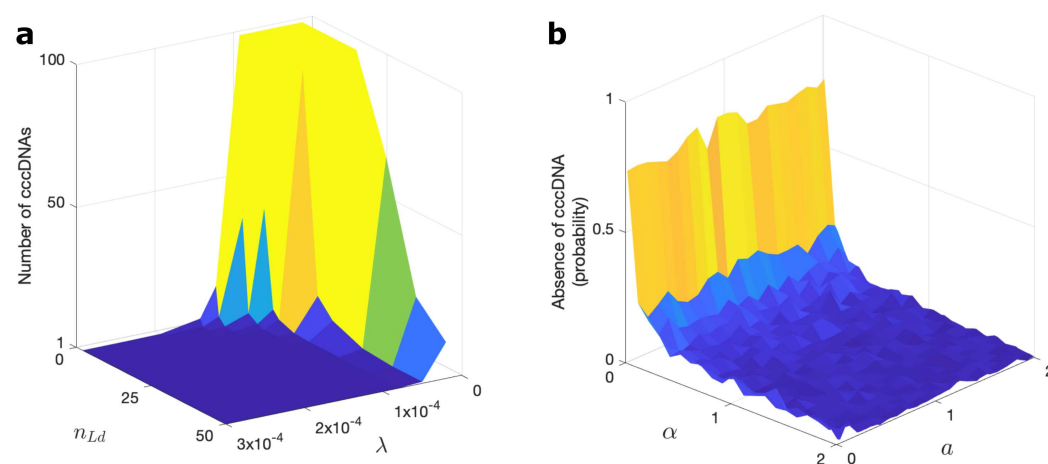 a
100
50
1
0
25
50
Number of cccDNAs
n_{Ld}
3x10^{-4}
2x10^{-4}
1x10^{-4}
0
λ
b
1
0.5
0
Absence of cccDNA
(probability)
0
1
2
α
0
1
2
a